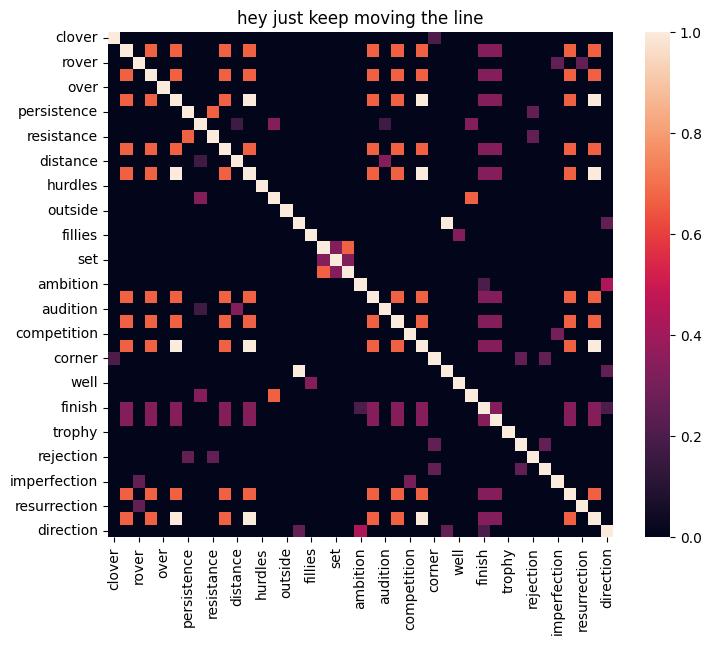 hey just keep moving the line
clover
rover
over
persistence
resistance
distance
hurdles
outside
fillies
set
ambition
audition
competition
corner
well
finish
trophy
rejection
imperfection
resurrection
direction
1.0
0.8
0.6
0.4
0.2
0.0
clover
rover
over
persistence
resistance
distance
hurdles
outside
fillies
set
ambition
audition
competition
corner
well
finish
trophy
rejection
imperfection
resurrection
direction